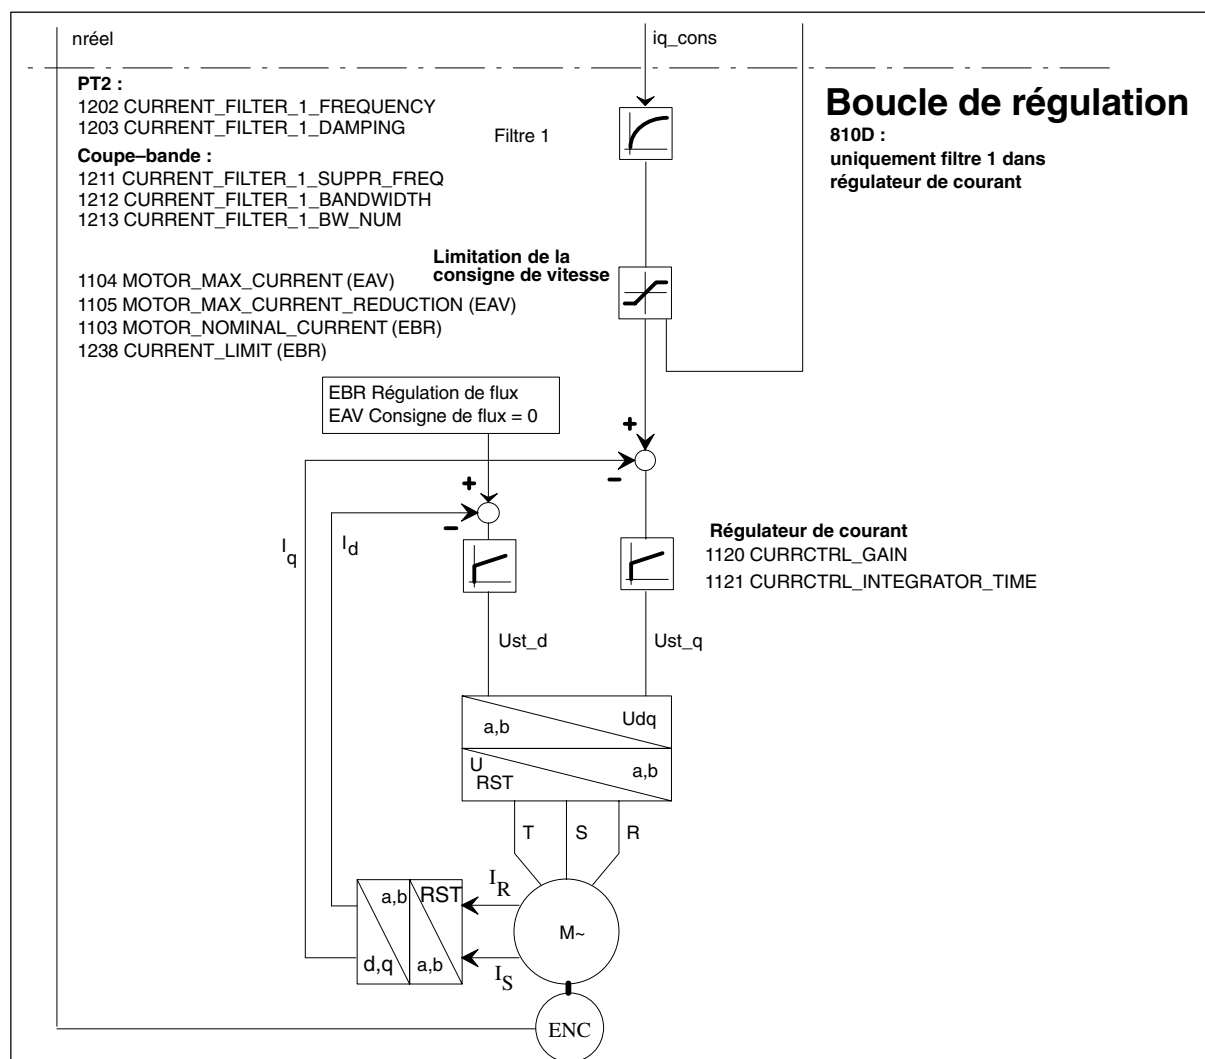 nréel
iq_cons
PT2 :
1202 CURRENT_FILTER_1_FREQUENCY
1203 CURRENT_FILTER_1_DAMPING
Filtre 1
Boucle de régulation
810D :
uniquement filtre 1 dans
régulateur de courant
Coupe–bande :
1211 CURRENT_FILTER_1_SUPPR_FREQ
1212 CURRENT_FILTER_1_BANDWIDTH
1213 CURRENT_FILTER_1_BW_NUM
Limitation de la
consigne de vitesse
1104 MOTOR_MAX_CURRENT (EAV)
1105 MOTOR_MAX_CURRENT_REDUCTION (EAV)
1103 MOTOR_NOMINAL_CURRENT (EBR)
1238 CURRENT_LIMIT (EBR)
EBR Régulation de flux
EAV Consigne de flux = 0
+
–
+
–
Iq
Id
Régulateur de courant
1120 CURRCTRL_GAIN
1121 CURRCTRL_INTEGRATOR_TIME
Ust_d
Ust_q
a,b
Udq
U RST
a,b
T
S
R
a,b
RST
d,q
a,b
IR
IS
M~
ENC